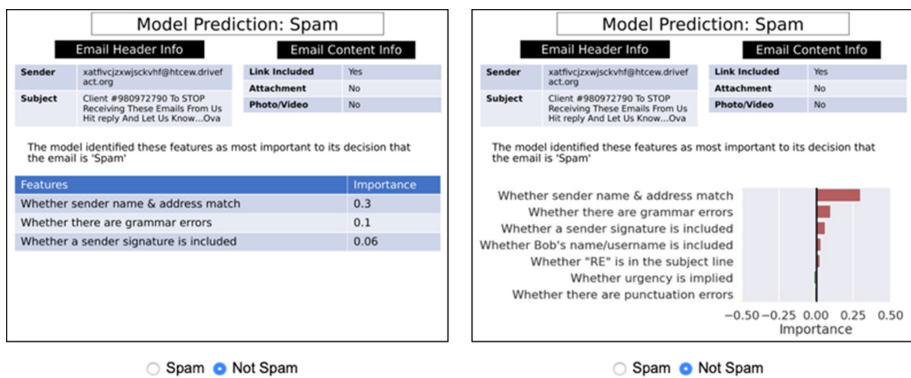 Model Prediction: Spam
Email Header Info
Email Content Info
Sender
xatfivcjzxwjsckvhf@htcew.drivef
act.org
Subject
Client #980972790 To STOP
Receiving These Emails From Us
Hit reply And Let Us Know...Ova
Link Included Yes
Attachment No
Photo/Video No
The model identified these features as most important to its decision that
the email is 'Spam'
Features Importance
Whether sender name & address match 0.3
Whether there are grammar errors 0.1
Whether a sender signature is included 0.06
Spam Not Spam
Model Prediction: Spam
Email Header Info
Email Content Info
Sender
xatfivcjzxwjsckvhf@htcew.drivef
act.org
Subject
Client #980972790 To STOP
Receiving These Emails From Us
Hit reply And Let Us Know...Ova
Link Included Yes
Attachment No
Photo/Video No
The model identified these features as most important to its decision that
the email is 'Spam'
Whether sender name & address match
Whether there are grammar errors
Whether a sender signature is included
Whether Bob's name/username is included
Whether "RE" is in the subject line
Whether urgency is implied
Whether there are punctuation errors
−0.50 −0.25 0.00 0.25 0.50
Importance
Spam Not Spam